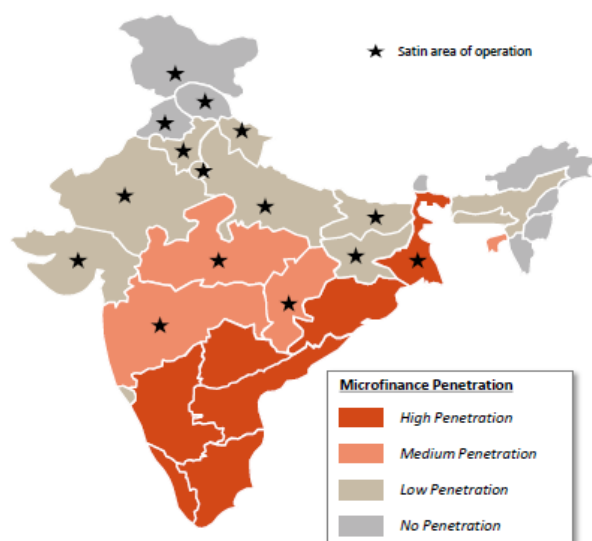 Satin area of operation
Microfinance Penetration
High Penetration
Medium Penetration
Low Penetration
No Penetration